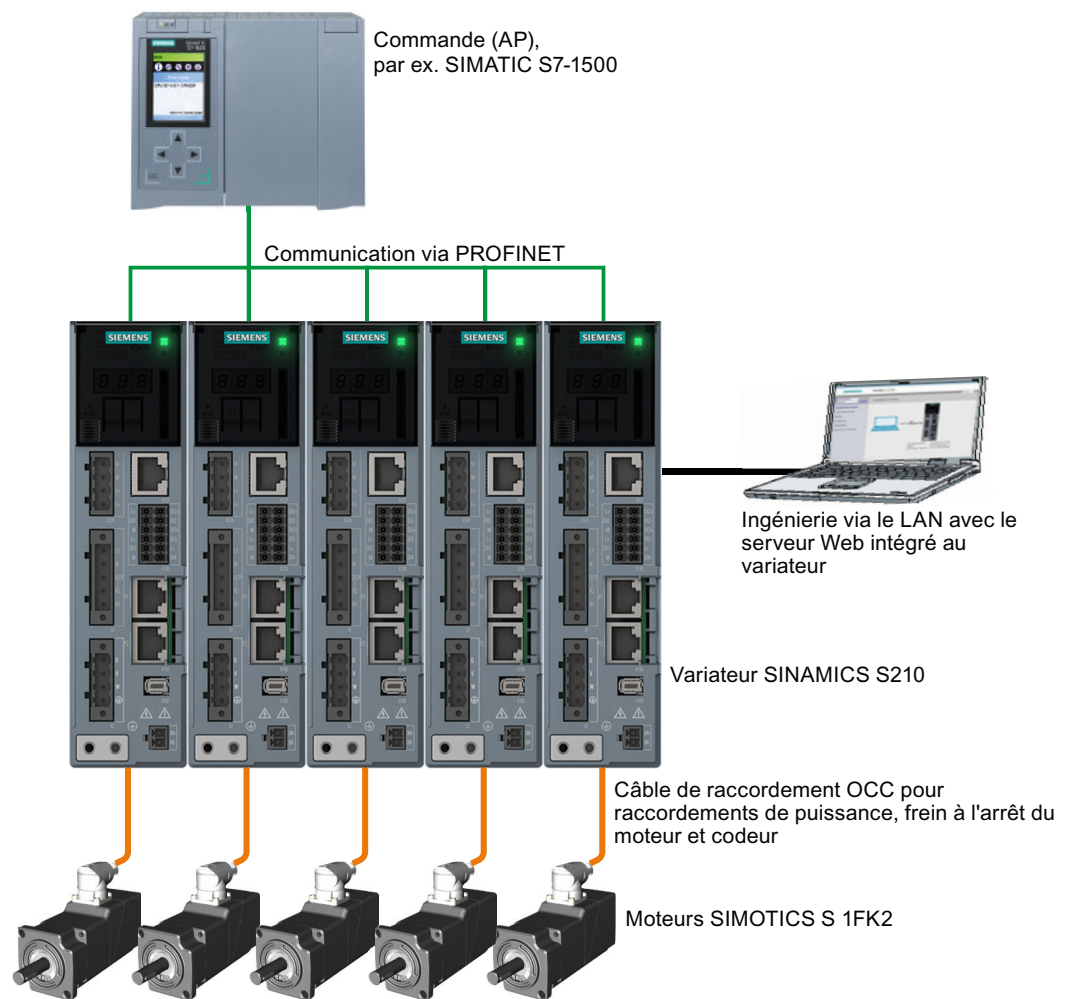 Commande (AP),
par ex. SIMATIC S7-1500
SIEMENS
Communication via PROFINET
SIEMENS
SIEMENS
SIEMENS
SIEMENS
SIEMENS
Ingénierie via le LAN avec le
serveur Web intégré au
variateur
Variateur SINAMICS S210
Câble de raccordement OCC pour
raccordements de puissance, frein à l'arrêt du
moteur et codeur
Moteurs SIMOTICS S 1FK2